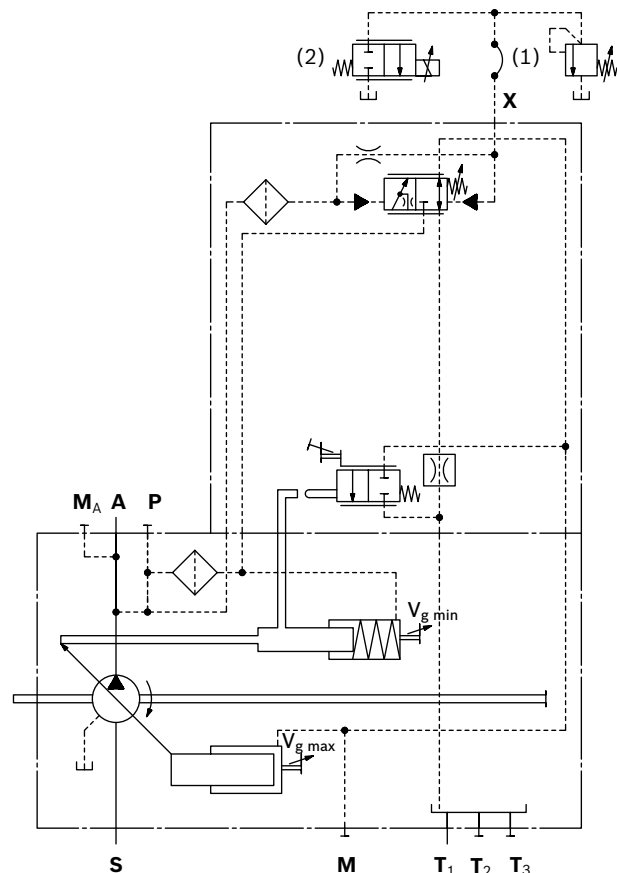 (2)
(1)
X
M_A A P
V_g min
V_g max
S M T_1 T_2 T_3